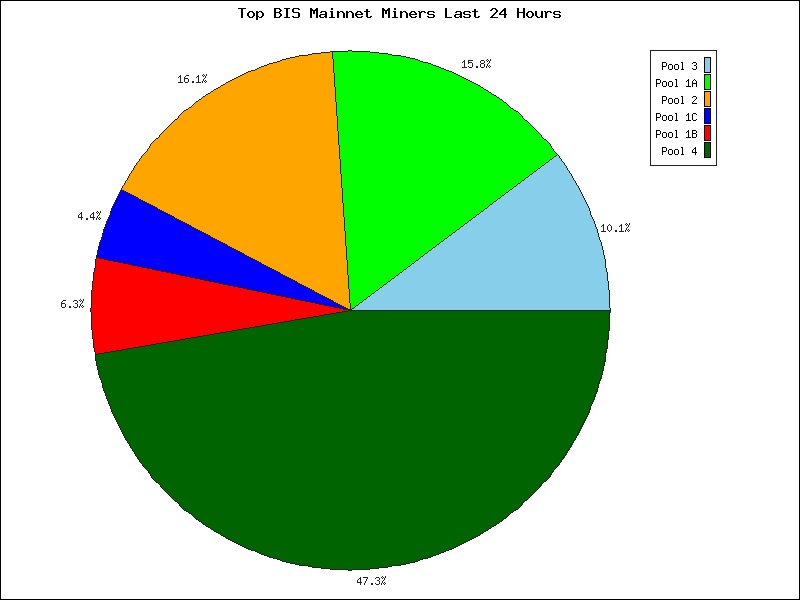 Top BIS Mainnet Miners Last 24 Hours
16.1%
15.8%
4.4%
10.1%
6.3%
47.3%
Pool 3
Pool 1A
Pool 2
Pool 1C
Pool 1B
Pool 4